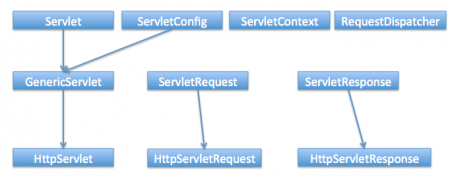 Servlet ServletConfig ServletContext RequestDispatcher
GenericServlet ServletRequest ServletResponse
HttpServlet HttpServletRequest HttpServletResponse